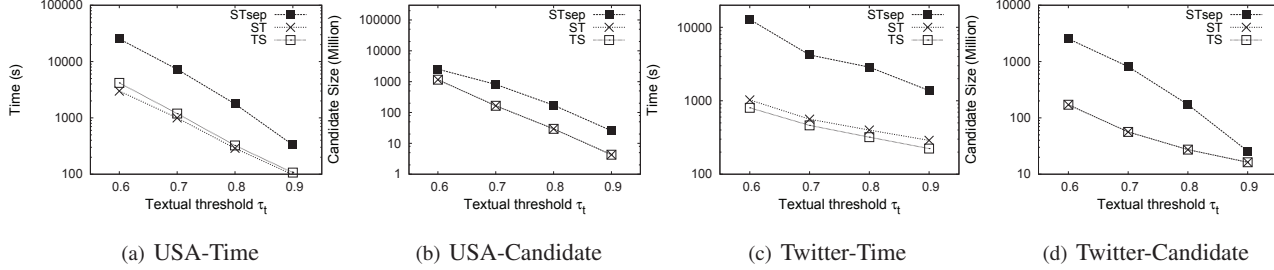 100000
10000
1000
100
Time (s)
0.6 0.7 0.8 0.9
Textual threshold τt
STsep
ST
TS
(a) USA-Time
100000
10000
1000
100
10
1
Candidate Size (Million)
0.6 0.7 0.8 0.9
Textual threshold τt
STsep
ST
TS
(b) USA-Candidate
10000
1000
100
Time (s)
0.6 0.7 0.8 0.9
Textual threshold τt
STsep
ST
TS
(c) Twitter-Time
10000
1000
100
10
Candidate Size (Million)
0.6 0.7 0.8 0.9
Textual threshold τt
STsep
ST
TS
(d) Twitter-Candidate